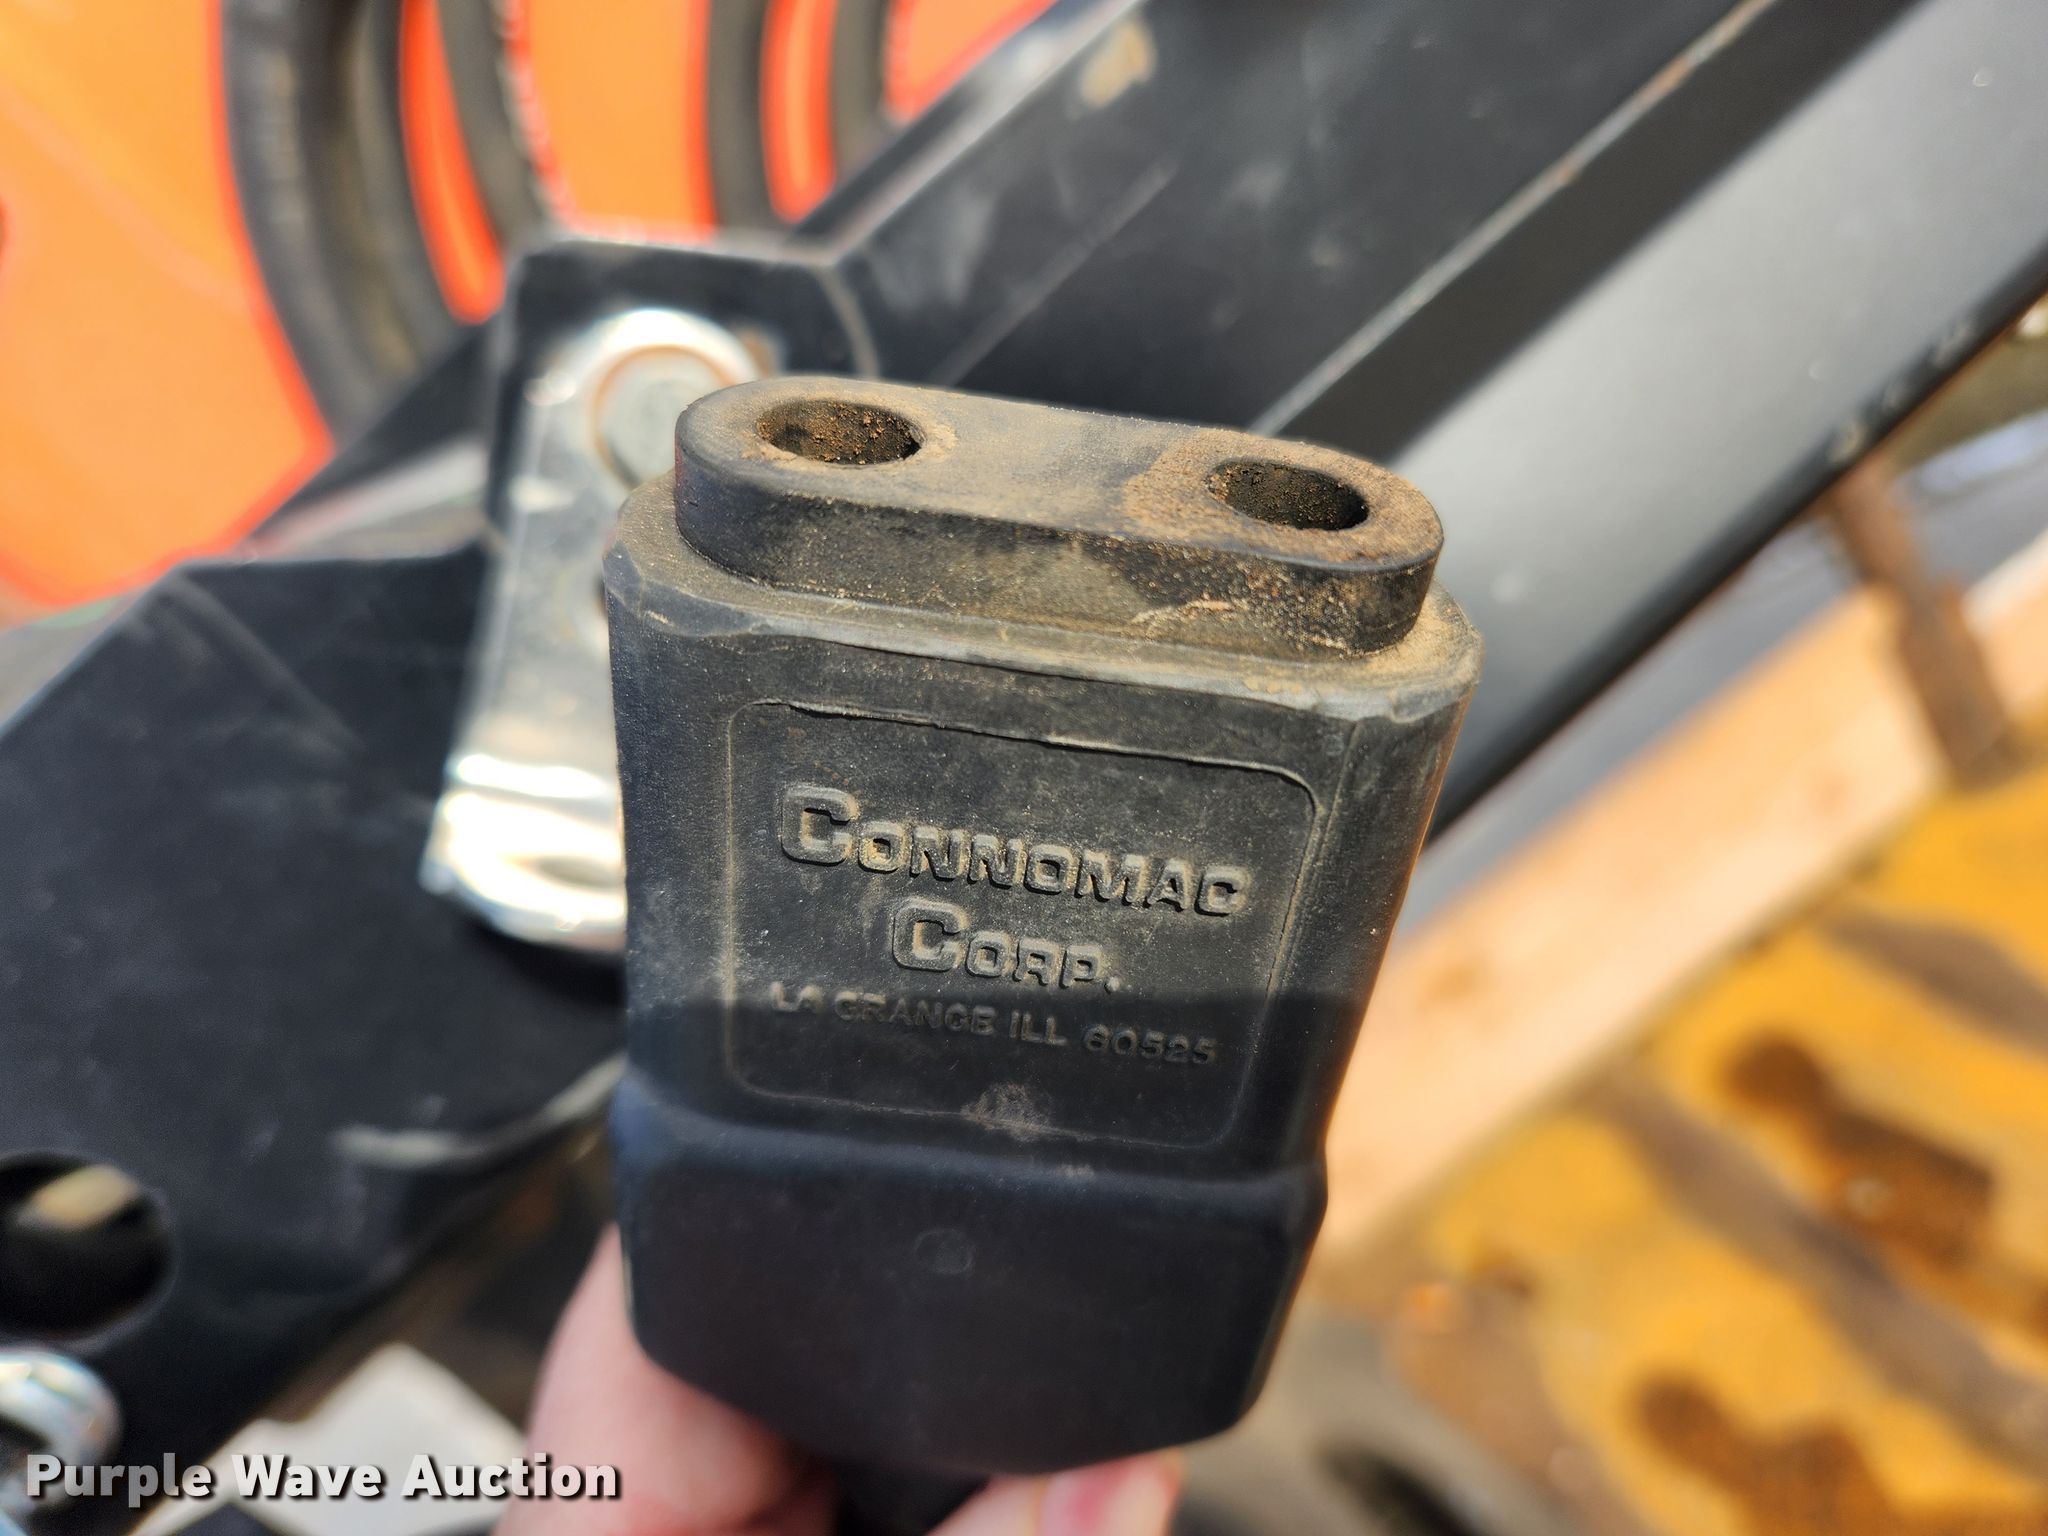 Connomac
Corp.
LA GRANGE ILL 60525
Purple Wave Auction